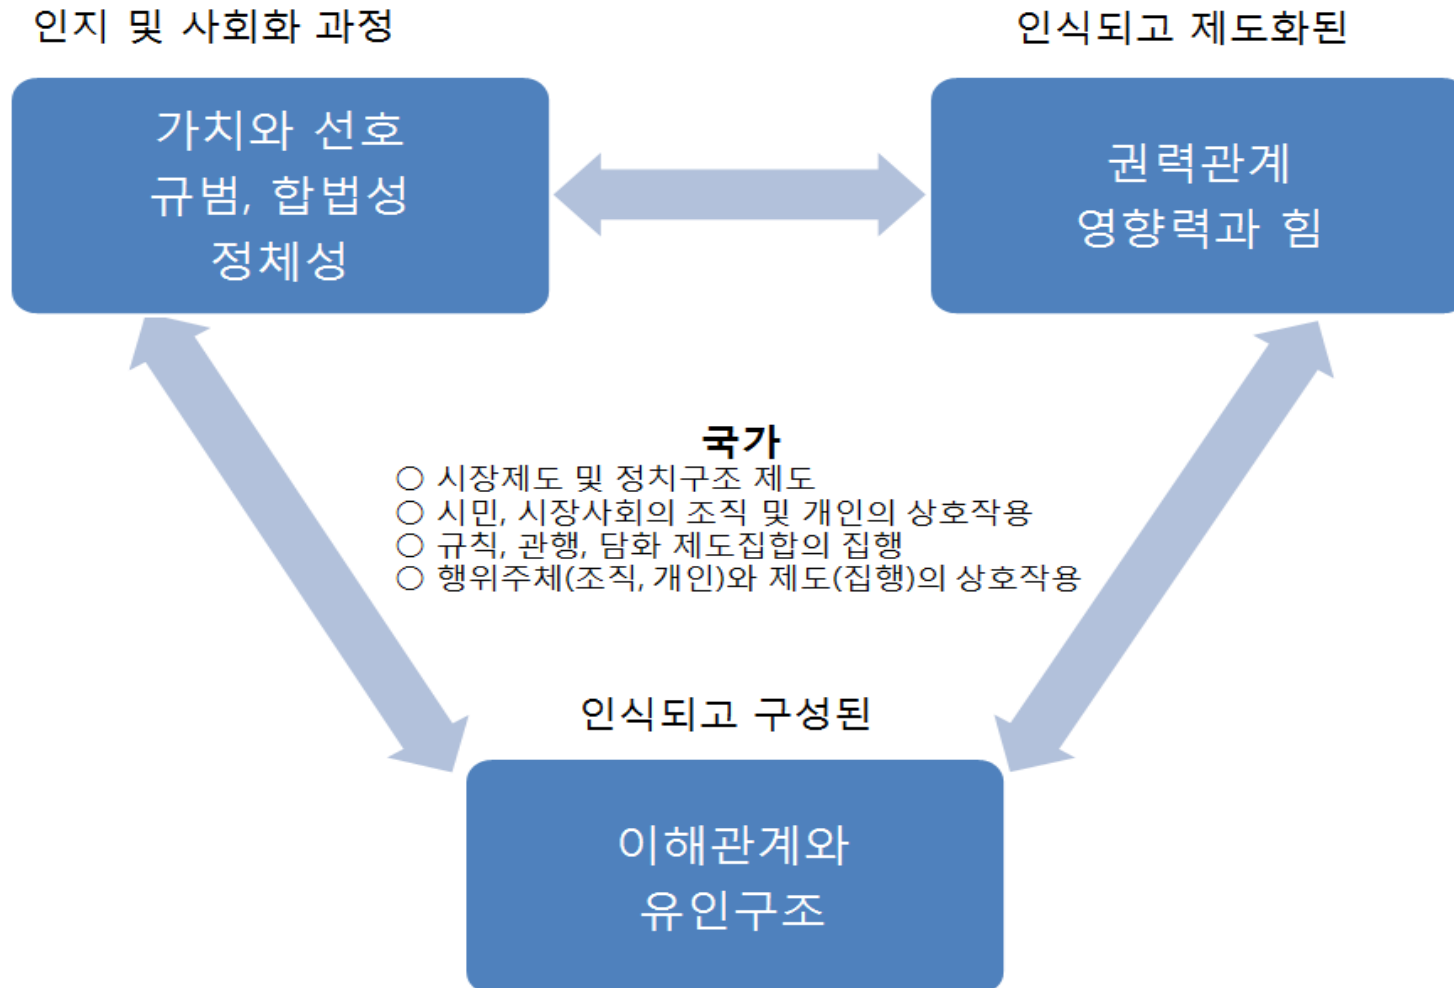 인지 및 사회화 과정
인식되고 제도화된
가치와 선호
규범, 합법성
정체성
권력관계
영향력과 힘
국가
○ 시장제도 및 정치구조 제도
○ 시민, 시장사회의 조직 및 개인의 상호작용
○ 규칙, 관행, 담화 제도집합의 집행
○ 행위주체(조직, 개인)와 제도(집행)의 상호작용
인식되고 구성된
이해관계와
유인구조